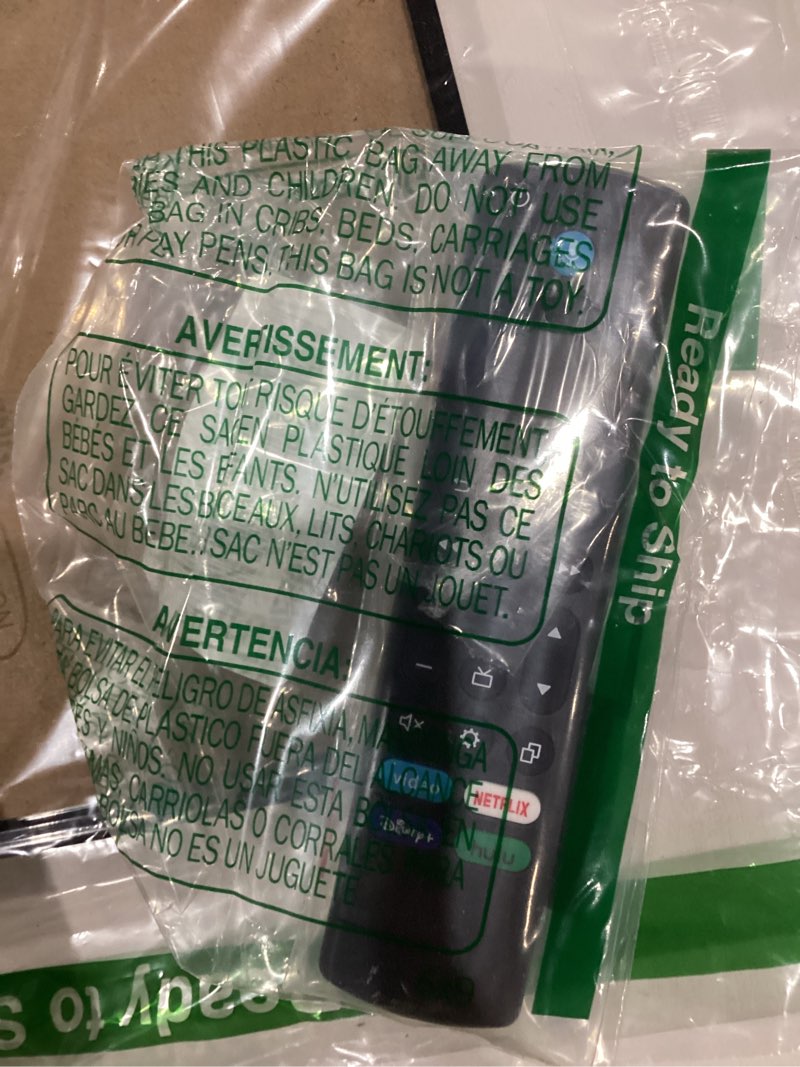 THIS PLASTIC BAG AWAY FROM
AND CHILDREN. DO NOT USE
BAG IN CRIBS, BEDS, CARRIAGES
PLAY PENS. THIS BAG IS NOT A TOY.
AVERTISSEMENT:
POUR ÉVITER TOUT RISQUE D'ÉTOUFFEMENT
GARDEZ CE SAC EN PLASTIQUE LOIN DES
BÉBÉS ET LES ENFANTS. N'UTILISEZ PAS CE
SAC DANS LES BERCEAUX, LITS, CHARIOTS OU
PARC AU BEBE. SAC N'EST PAS UN JOUET.
ADVERTENCIA:
PARA EVITAR EL PELIGRO DE ASFIXIA,
BOLSA DE PLASTICO FUERA DEL ALCANCE
Y NIÑOS. NO USAR ESTA EN
CARRIOLAS O CORRALES PARA
BOLSA NO ES UN JUGUETE
video
NETFLIX
Disney+
hulu
Ready to Ship
Ready to S